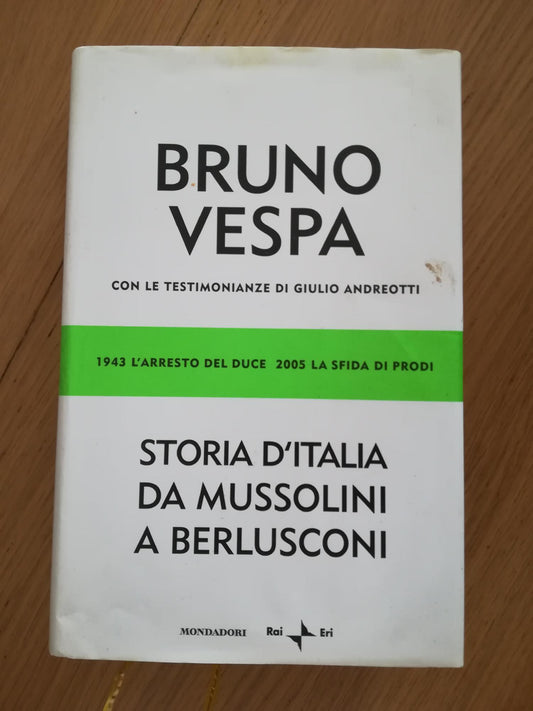 BRUNO
VESPA
CON LE TESTIMONIANZE DI GIULIO ANDREOTTI
1943 L'ARRESTO DEL DUCE 2005 LA SFIDA DI PRODI
STORIA D'ITALIA
DA MUSSOLINI
A BERLUSCONI
MONDADORI Rai Eri